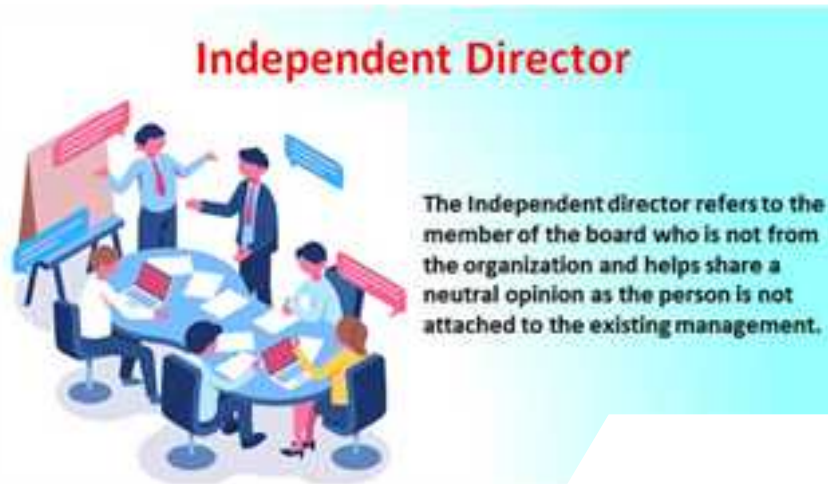 Independent Director
The Independent director refers to the
member of the board who is not from
the organization and helps share a
neutral opinion as the person is not
attached to the existing management.